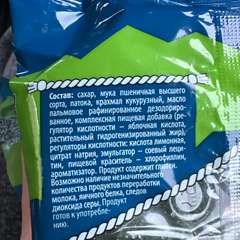 Состав: сахар, мука пшеничная высшего
сорта, патока, крахмал кукурузный, масло
пальмовое рафинированное дезодориро-
ванное, комплексная пищевая добавка (ре-
гулятор кислотности – яблочная кислота,
растительный гидрогенизированный жир),
регуляторы кислотности: кислота лимонная,
цитрат натрия, эмульгатор – соевый леци-
тин, пищевой краситель – хлорофиллин,
ароматизатор. Продукт содержит глютен.
Возможно наличие незначительного
количества продуктов переработки
молока, яичного белка, следов
диоксида серы. Продукт
готов к употребле-
нию.